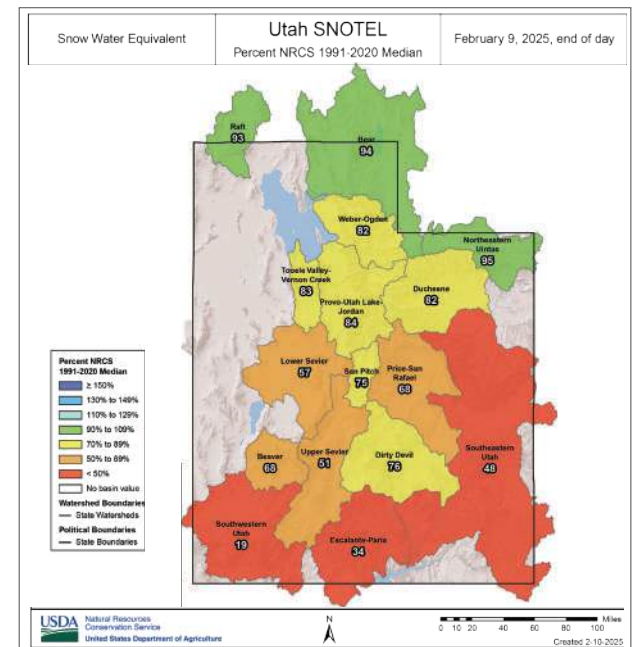 Snow Water Equivalent
Utah SNOTEL
Percent NRCS 1991-2020 Median
February 9, 2025, end of day
Raft
93
Bear
94
Weber-Ogden
82
Northeastern
Uintas
95
Tooele Valley-
Vernon Creek
83
Duchesne
82
Provo-Utah Lake-
Jordan
84
Lower Sevier
57
San Pitch
75
Price-San
Rafael
68
Beaver
68
Upper Sevier
51
Dirty Devil
76
Southeastern
Utah
48
Southwestern
Utah
19
Escalante-Paria
34
Percent NRCS
1991-2020 Median
≥ 150%
130% to 149%
110% to 129%
90% to 109%
70% to 89%
50% to 69%
< 50%
No basin value
Watershed Boundaries
State Watersheds
Political Boundaries
State Boundaries
USDA
Natural Resources
Conservation Service
United States Department of Agriculture
N
Miles
0 10 20 40 60 80 100
Created 2-10-2025